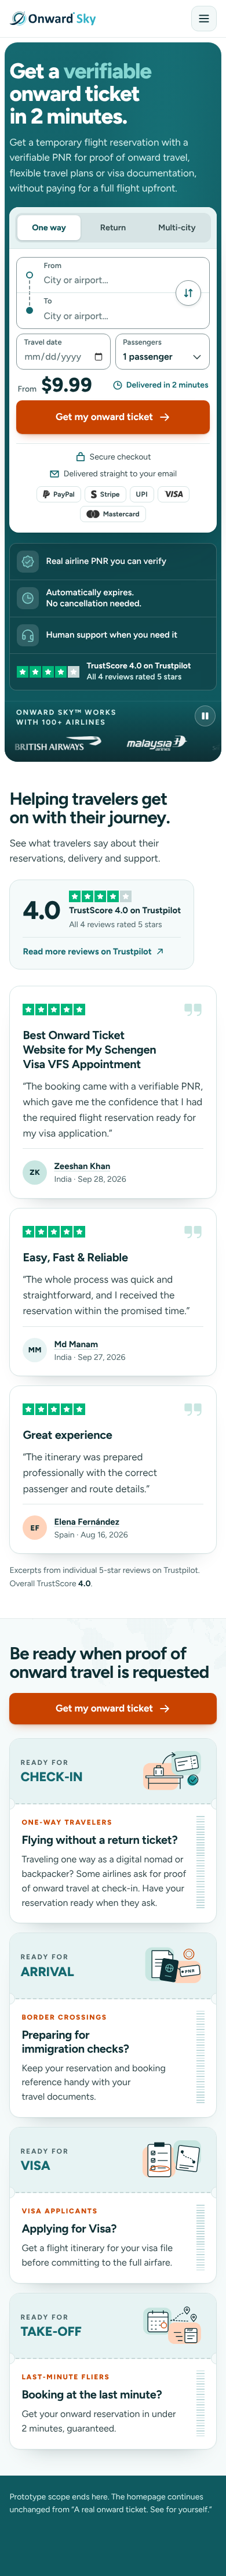 Onward Sky
Get a verifiable
onward ticket
in 2 minutes.
Get a temporary flight reservation with a
verifiable PNR for proof of onward travel,
flexible travel plans or visa documentation,
without paying for a full flight upfront.
One way
Return
Multi-city
From
City or airport...
To
City or airport...
Travel date
mm/dd/yyyy
Passengers
1 passenger
From $9.99
Delivered in 2 minutes
Get my onward ticket
Secure checkout
Delivered straight to your email
PayPal
Stripe
UPI
VISA
Mastercard
Real airline PNR you can verify
Automatically expires.
No cancellation needed.
Human support when you need it
TrustScore 4.0 on Trustpilot
All 4 reviews rated 5 stars
ONWARD SKY™ WORKS
WITH 100+ AIRLINES
BRITISH AIRWAYS
malaysia airlines
Helping travelers get
on with their journey.
See what travelers say about their
reservations, delivery and support.
4.0
TrustScore 4.0 on Trustpilot
All 4 reviews rated 5 stars
Read more reviews on Trustpilot
Best Onward Ticket
Website for My Schengen
Visa VFS Appointment
“The booking came with a verifiable PNR,
which gave me the confidence that I had
the required flight reservation ready for
my visa application.”
ZK
Zeeshan Khan
India · Sep 28, 2026
Easy, Fast & Reliable
“The whole process was quick and
straightforward, and I received the
reservation within the promised time.”
MM
Md Manam
India · Sep 27, 2026
Great experience
“The itinerary was prepared
professionally with the correct
passenger and route details.”
EF
Elena Fernández
Spain · Aug 16, 2026
Excerpts from individual 5-star reviews on Trustpilot.
Overall TrustScore 4.0.
Be ready when proof of
onward travel is requested
Get my onward ticket
READY FOR
CHECK-IN
ONE-WAY TRAVELERS
Flying without a return ticket?
Traveling one way as a digital nomad or
backpacker? Some airlines ask for proof
of onward travel at check-in. Have your
reservation ready when they ask.
READY FOR
ARRIVAL
PNR
BORDER CROSSINGS
Preparing for
immigration checks?
Keep your reservation and booking
reference handy with your
travel documents.
READY FOR
VISA
VISA APPLICANTS
Applying for Visa?
Get a flight itinerary for your visa file
before committing to the full airfare.
READY FOR
TAKE-OFF
LAST-MINUTE FLIERS
Booking at the last minute?
Get your onward reservation in under
2 minutes, guaranteed.
Prototype scope ends here. The homepage continues
unchanged from “A real onward ticket. See for yourself.”